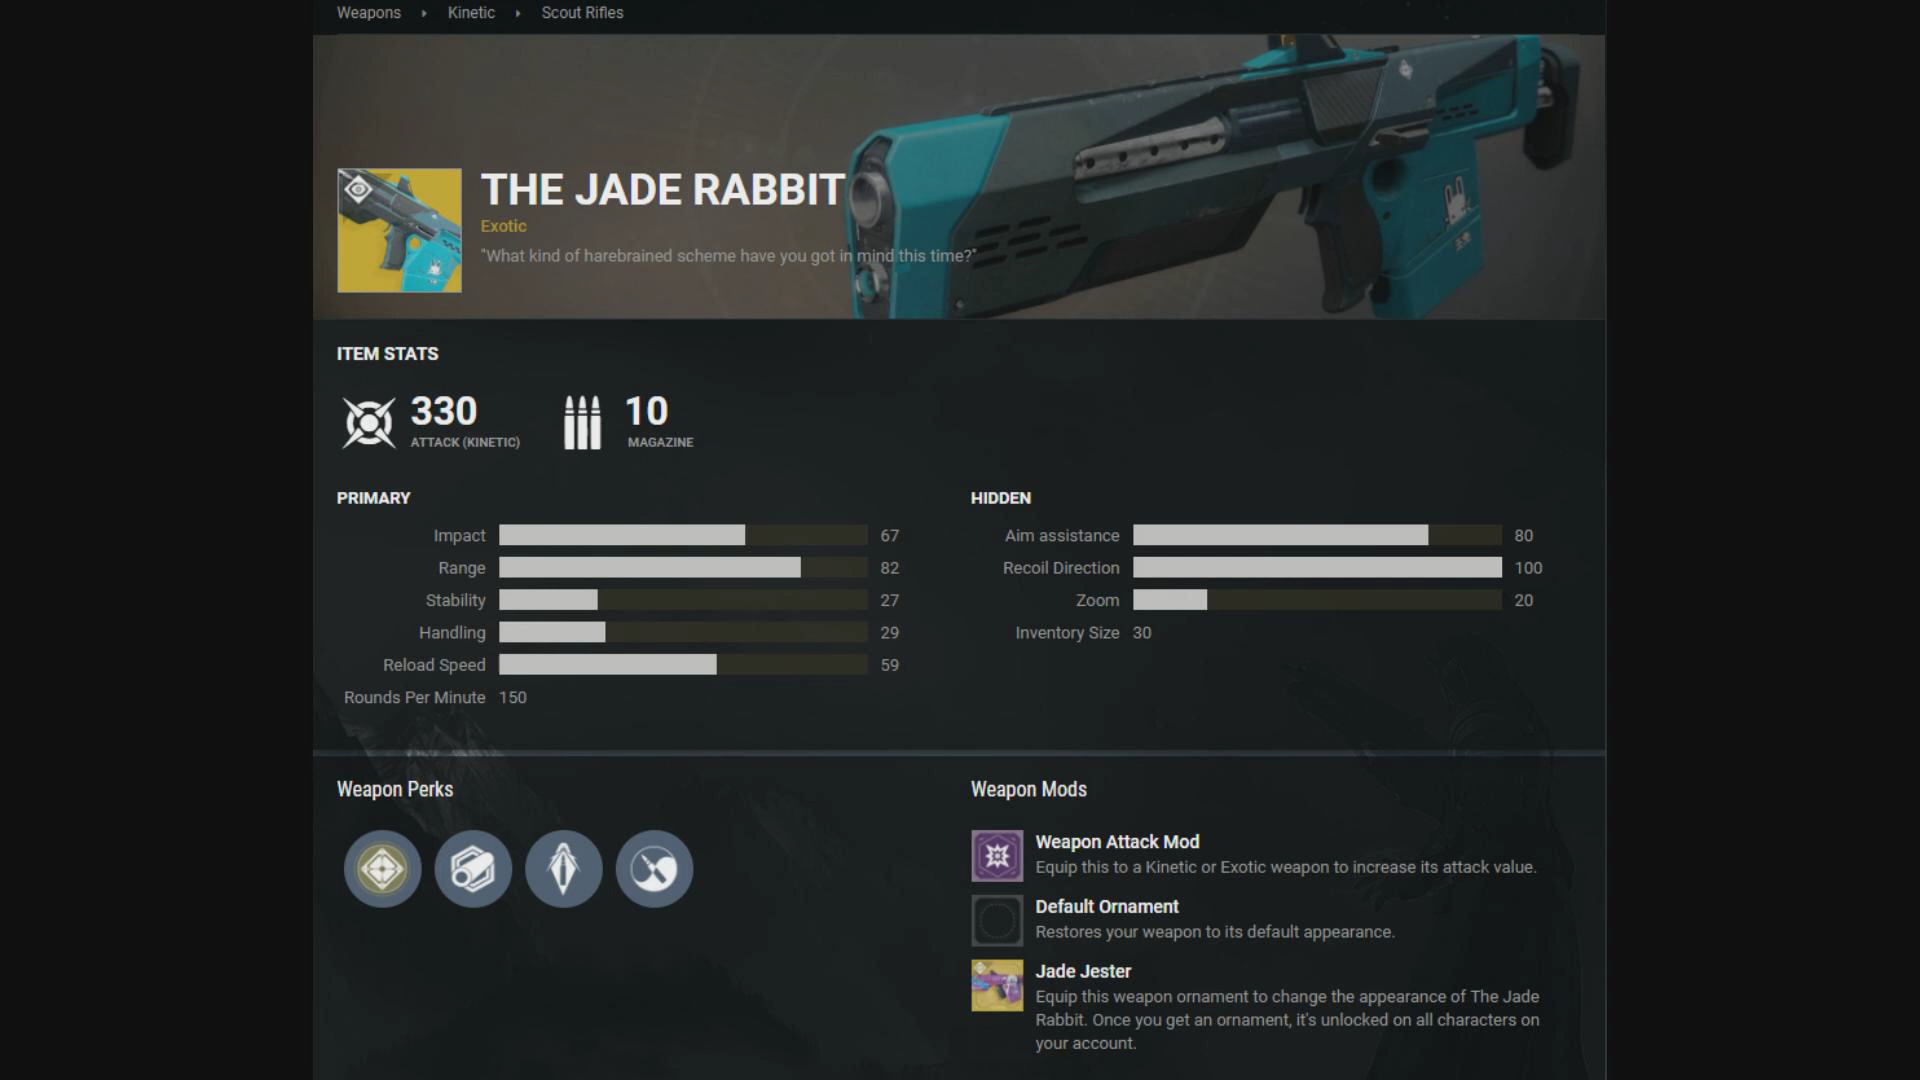 Weapons ▸ Kinetic ▸ Scout Rifles
THE JADE RABBIT
Exotic
"What kind of harebrained scheme have you got in mind this time?"
ITEM STATS
330
ATTACK (KINETIC)
10
MAGAZINE
PRIMARY
Impact 67
Range 82
Stability 27
Handling 29
Reload Speed 59
Rounds Per Minute 150
HIDDEN
Aim assistance 80
Recoil Direction 100
Zoom 20
Inventory Size 30
Weapon Perks
Weapon Mods
Weapon Attack Mod
Equip this to a Kinetic or Exotic weapon to increase its attack value.
Default Ornament
Restores your weapon to its default appearance.
Jade Jester
Equip this weapon ornament to change the appearance of The Jade
Rabbit. Once you get an ornament, it's unlocked on all characters on
your account.